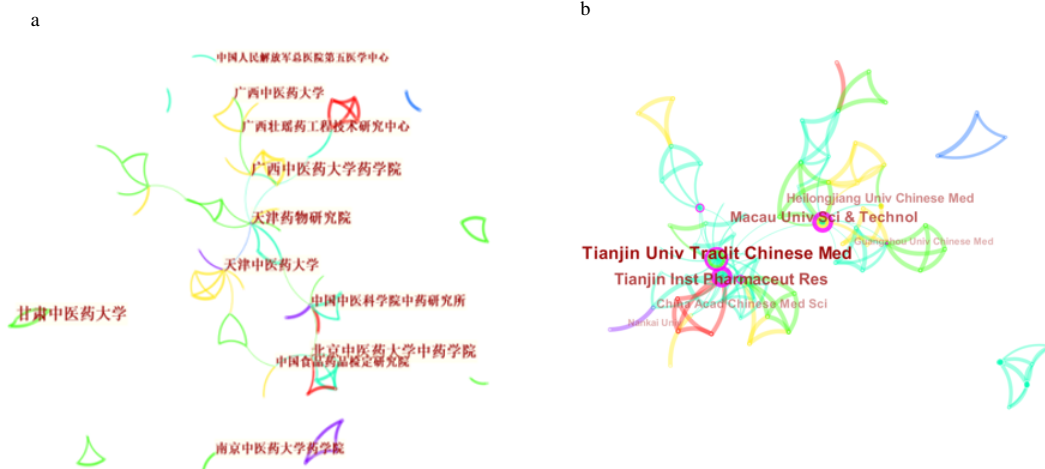 a
b
中国人民解放军总医院第五医学中心
广西中医药大学
广西壮瑶药工程技术研究中心
广西中医药大学药学院
天津药物研究院
天津中医药大学
中国中医科学院中药研究所
甘肃中医药大学
北京中医药大学中药学院
中国食品药品检定研究院
南京中医药大学药学院
Heilongjiang Univ Chinese Med
Macau Univ Sci & Technol
Guangzhou Univ Chinese Med
Tianjin Univ Tradit Chinese Med
Tianjin Inst Pharmaceut Res
China Acad Chinese Med Sci
Nankai Univ